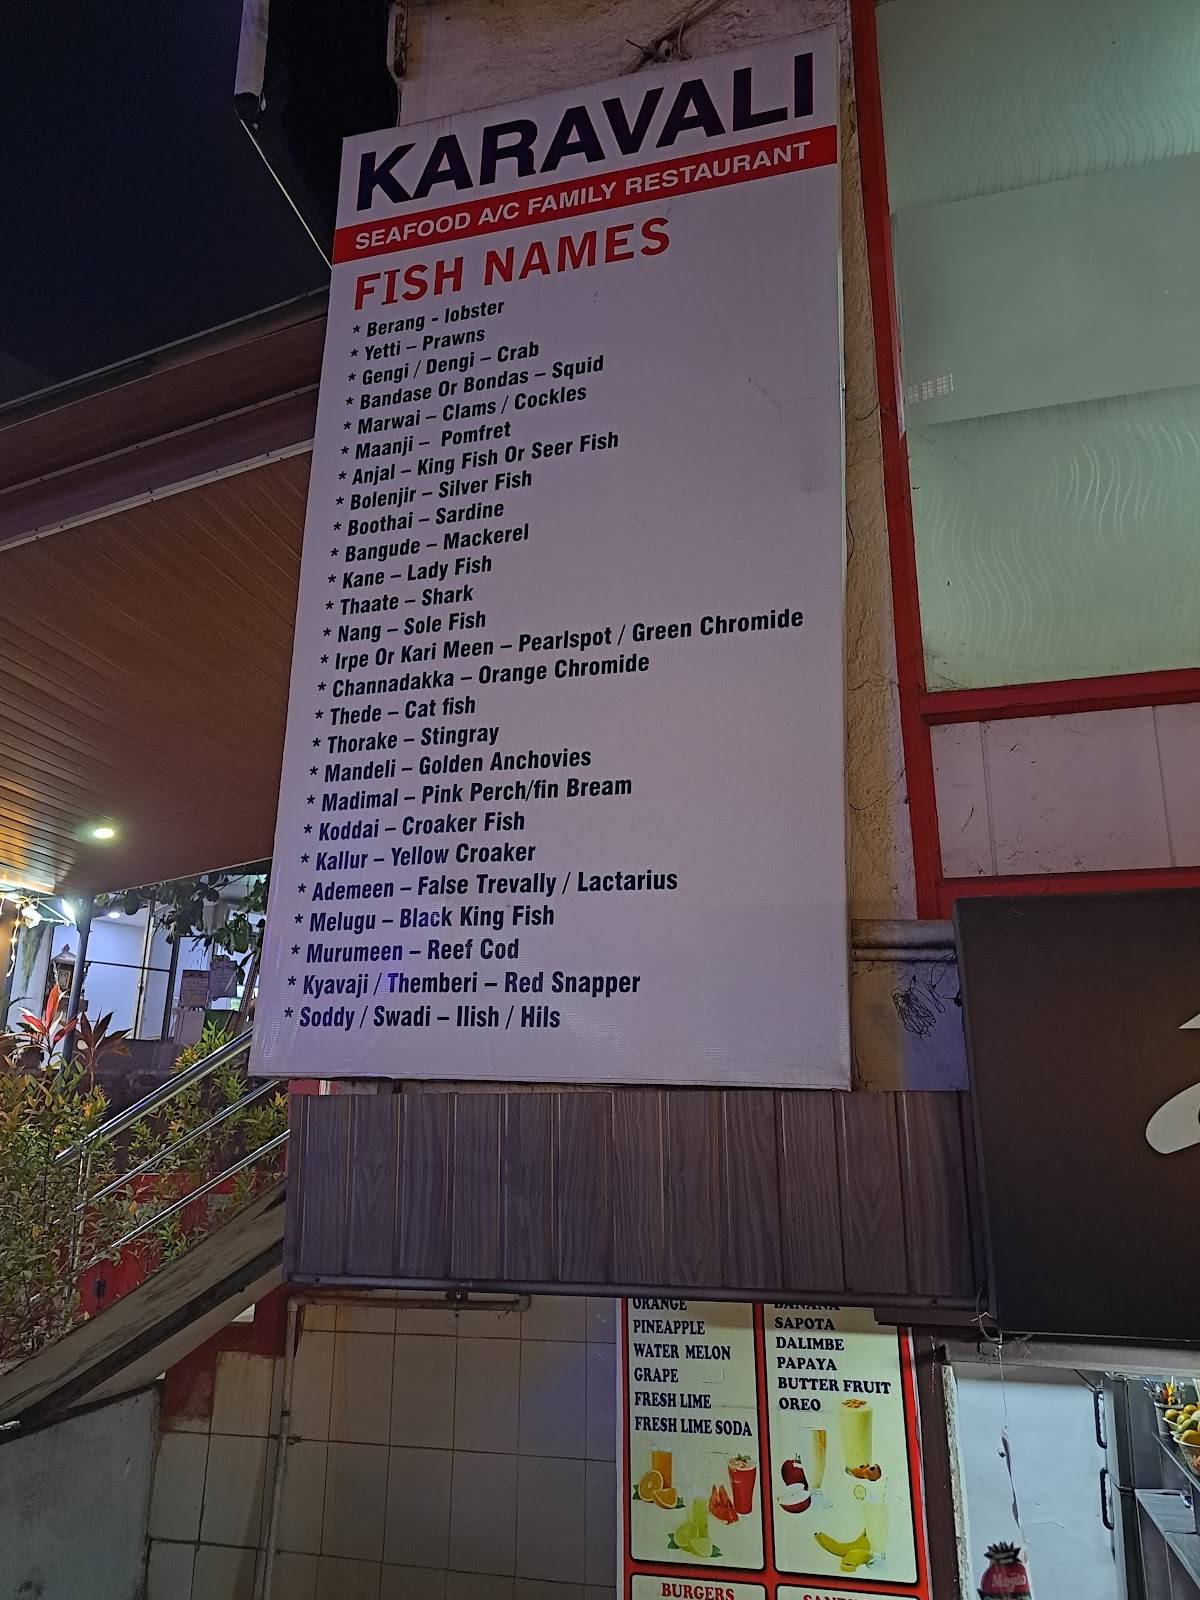 KARAVALI
SEAFOOD A/C FAMILY RESTAURANT
FISH NAMES
* Berang - lobster
* Yetti – Prawns
* Gengi / Dengi – Crab
* Bandase Or Bondas – Squid
* Marwai – Clams / Cockles
* Maanji – Pomfret
* Anjal – King Fish Or Seer Fish
* Bolenjir – Silver Fish
* Boothai – Sardine
* Bangude – Mackerel
* Kane – Lady Fish
* Thaate – Shark
* Nang – Sole Fish
* Irpe Or Kari Meen – Pearlspot / Green Chromide
* Channadakka – Orange Chromide
* Thede – Cat fish
* Thorake – Stingray
* Mandeli – Golden Anchovies
* Madimal – Pink Perch/fin Bream
* Koddai – Croaker Fish
* Kallur – Yellow Croaker
* Ademeen – False Trevally / Lactarius
* Melugu – Black King Fish
* Murumeen – Reef Cod
* Kyavaji / Themberi – Red Snapper
* Soddy / Swadi – Ilish / Hils
ORANGE
PINEAPPLE
WATER MELON
GRAPE
FRESH LIME
FRESH LIME SODA
BANANA
SAPOTA
DALIMBE
PAPAYA
BUTTER FRUIT
OREO
BURGERS